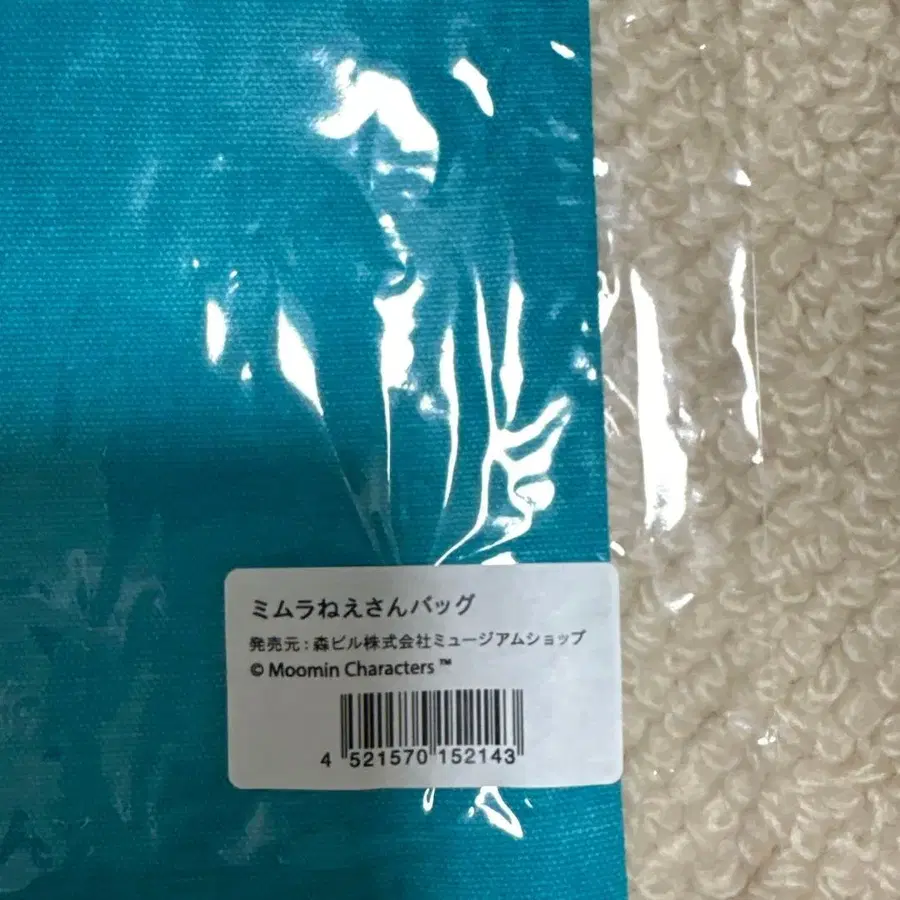 ミムラねえさんバッグ
発売元：森ビル株式会社ミュージアムショップ
© Moomin Characters ™
4 521570 152143